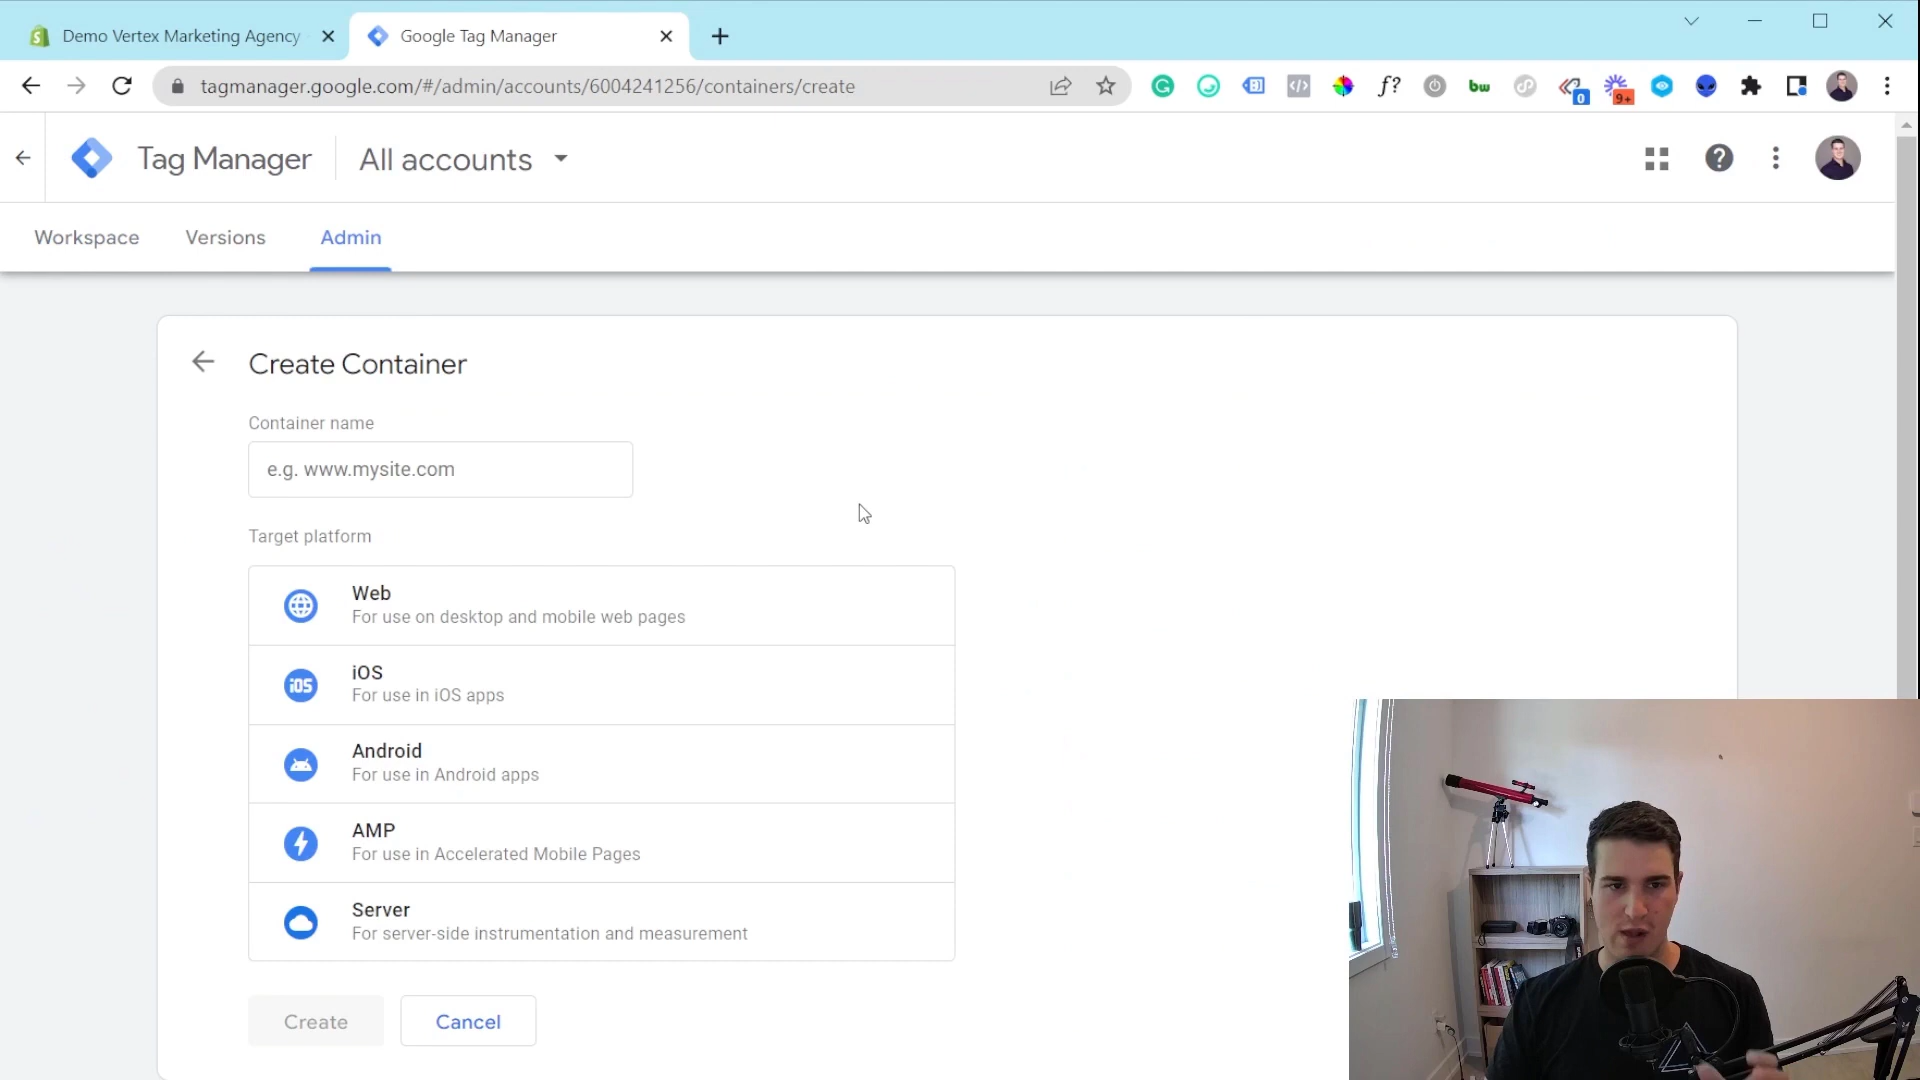 Demo Vertex Marketing Agency
Google Tag Manager
tagmanager.google.com/#/admin/accounts/6004241256/containers/create
f?
bw
0
9+
Tag Manager
All accounts
Workspace
Versions
Admin
Create Container
Container name
e.g. www.mysite.com
Target platform
Web
For use on desktop and mobile web pages
iOS
iOS
For use in iOS apps
Android
For use in Android apps
AMP
For use in Accelerated Mobile Pages
Server
For server-side instrumentation and measurement
Create
Cancel